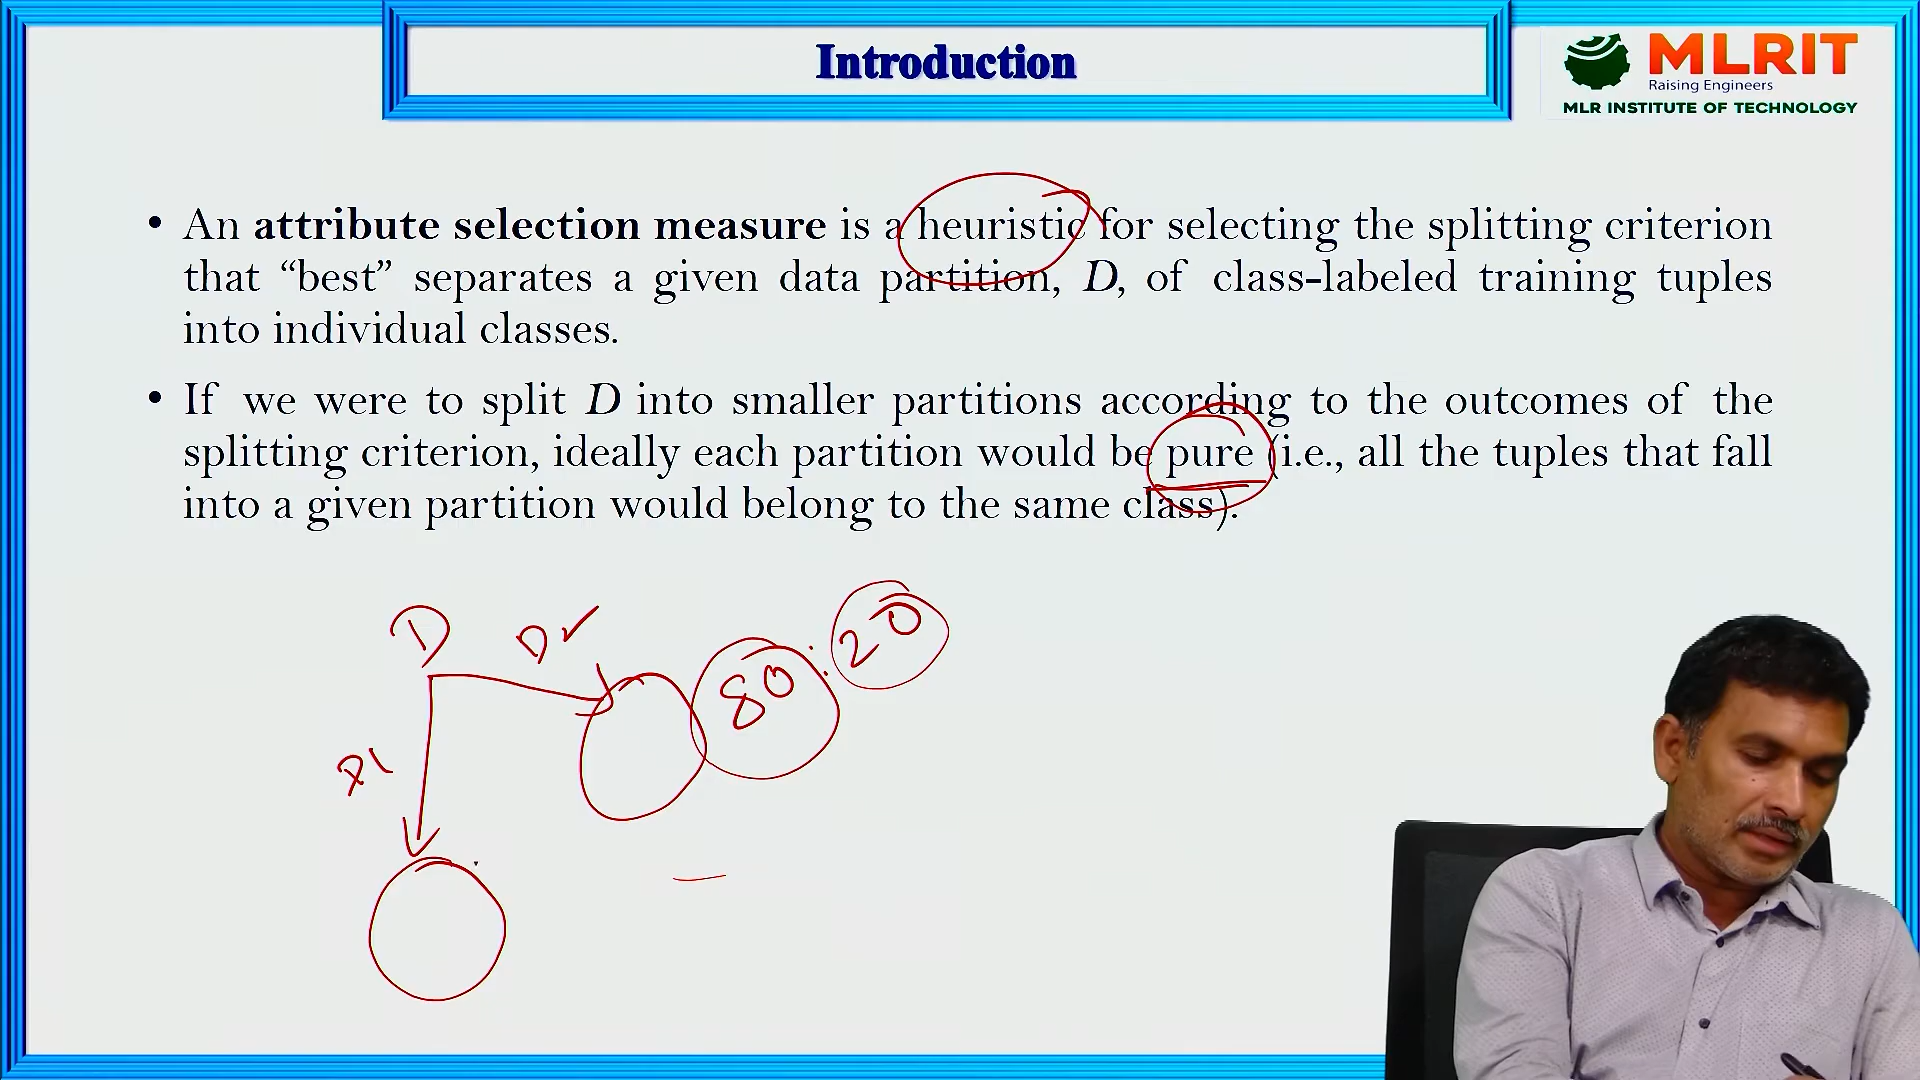 Introduction
MLRIT
Raising Engineers
MLR INSTITUTE OF TECHNOLOGY
• An attribute selection measure is a heuristic for selecting the splitting criterion
that “best” separates a given data partition, D, of class-labeled training tuples
into individual classes.
• If we were to split D into smaller partitions according to the outcomes of the
splitting criterion, ideally each partition would be pure (i.e., all the tuples that fall
into a given partition would belong to the same class).
D
80:20